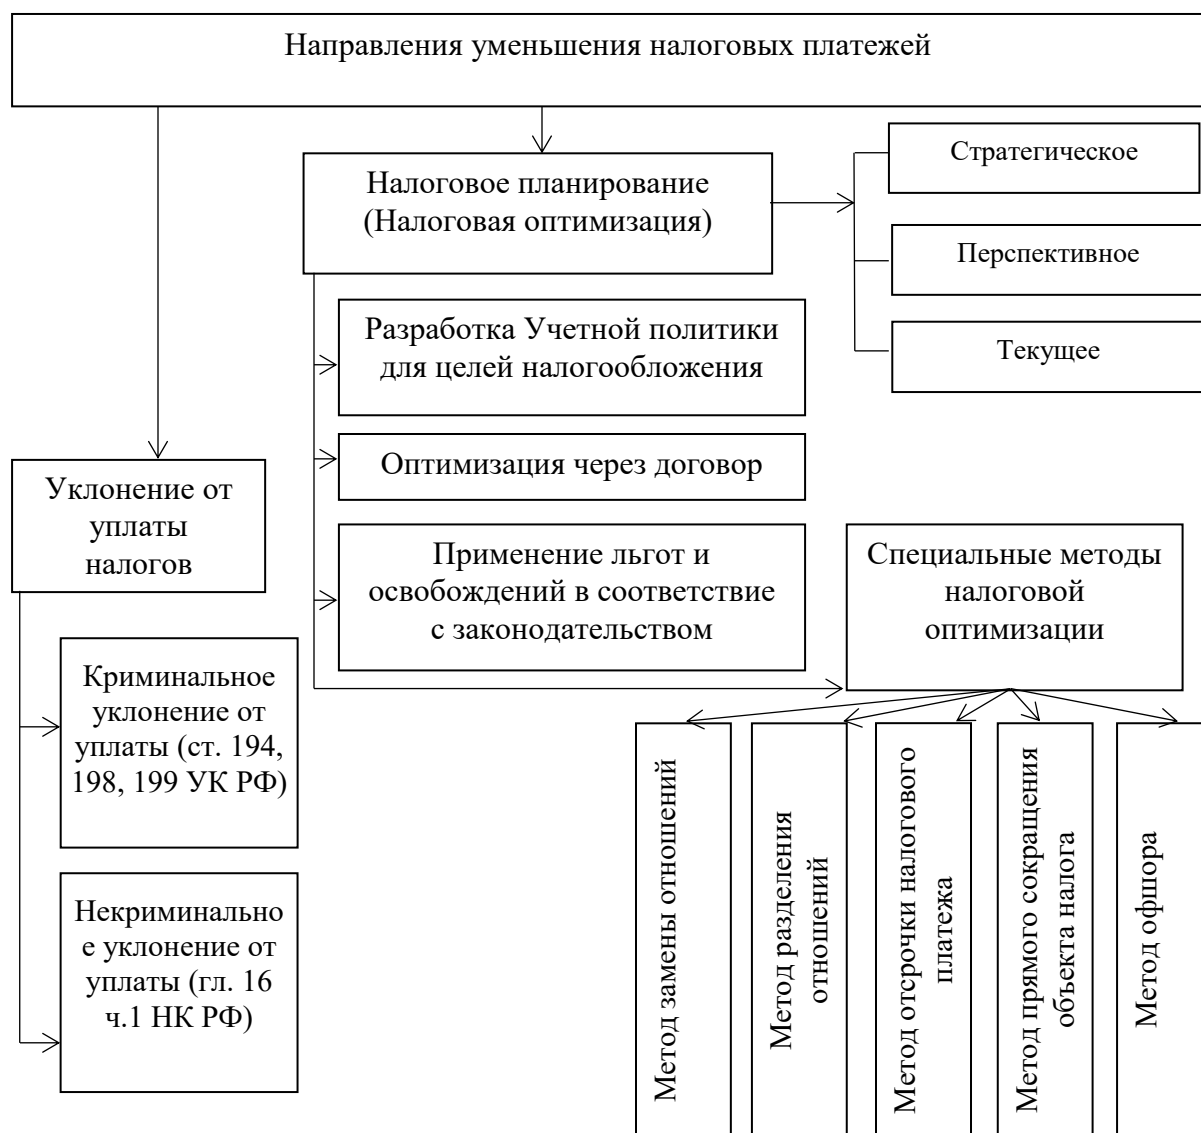 Направления уменьшения налоговых платежей
Налоговое планирование
(Налоговая оптимизация)
Стратегическое
Перспективное
Текущее
Разработка Учетной политики
для целей налогообложения
Оптимизация через договор
Уклонение от
уплаты
налогов
Применение льгот и
освобождений в соответствие
с законодательством
Специальные методы
налоговой
оптимизации
Криминальное
уклонение от
уплаты (ст. 194,
198, 199 УК РФ)
Некриминально
е уклонение от
уплаты (гл. 16
ч.1 НК РФ)
Метод замены отношений
Метод разделения
отношений
Метод отсрочки налогового
платежа
Метод прямого сокращения
объекта налога
Метод офшора